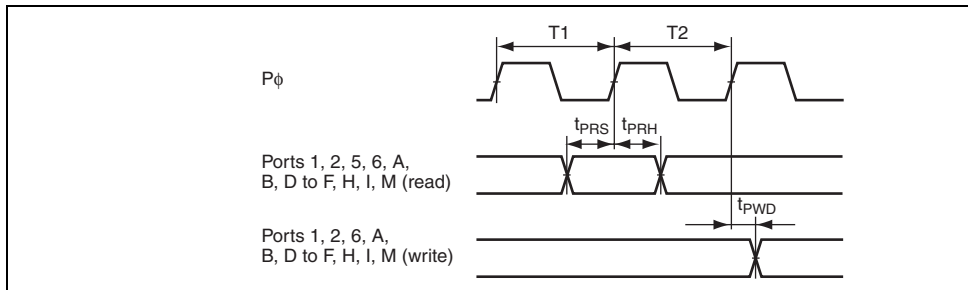 T1 T2
Pϕ
tPRS tPRH
Ports 1, 2, 5, 6, A,
B, D to F, H, I, M (read)
tPWD
Ports 1, 2, 6, A,
B, D to F, H, I, M (write)